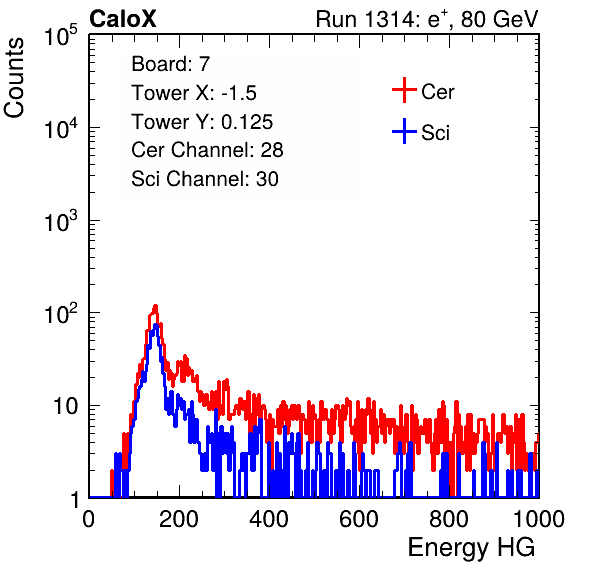 CaloX Run 1314: e⁺, 80 GeV
Counts
Board: 7
Tower X: -1.5
Tower Y: 0.125
Cer Channel: 28
Sci Channel: 30
Cer
Sci
10⁵
10⁴
10³
10²
10
1
0 200 400 600 800 1000
Energy HG